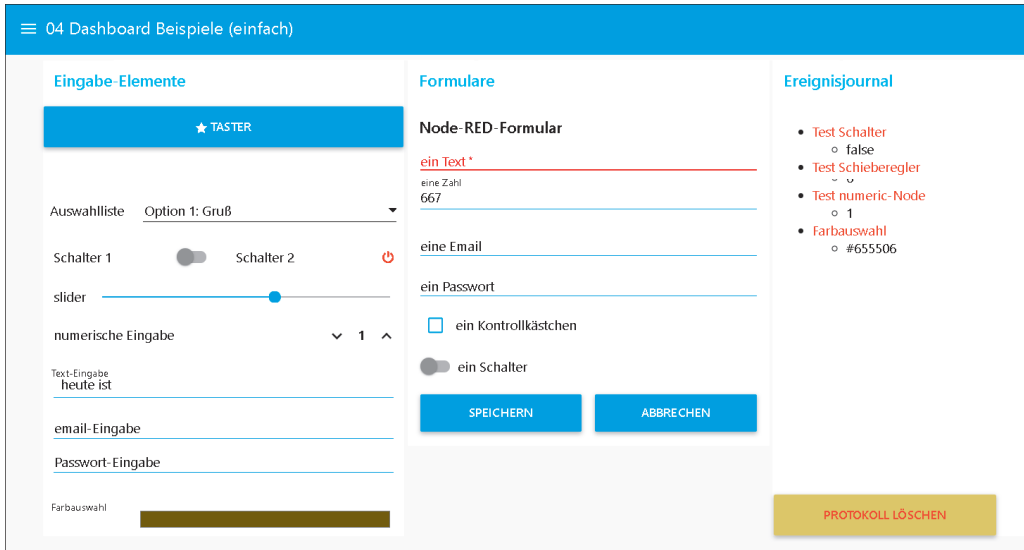 04 Dashboard Beispiele (einfach)
Eingabe-Elemente
TASTER
Auswahlliste Option 1: Gruß
Schalter 1 Schalter 2
slider
numerische Eingabe 1
Text-Eingabe
heute ist
email-Eingabe
Passwort-Eingabe
Farbauswahl
Formulare
Node-RED-Formular
ein Text *
eine Zahl
667
eine Email
ein Passwort
ein Kontrollkästchen
ein Schalter
SPEICHERN ABBRECHEN
Ereignisjournal
Test Schalter
false
Test Schieberegler
Test numeric-Node
1
Farbauswahl
#655506
PROTOKOLL LÖSCHEN